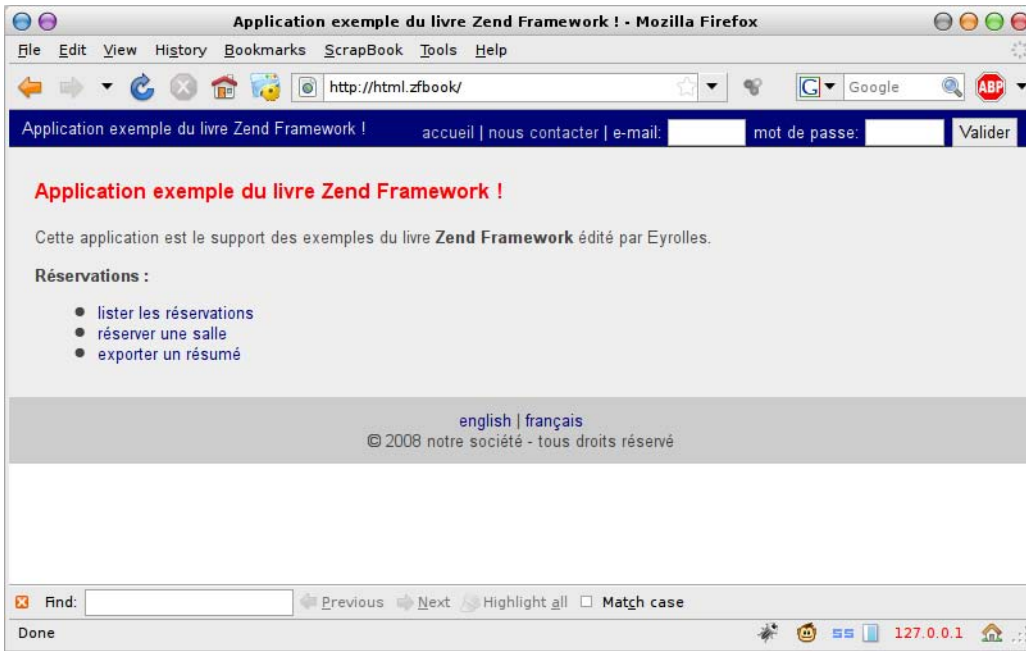 Application exemple du livre Zend Framework ! - Mozilla Firefox
File Edit View History Bookmarks ScrapBook Tools Help
http://html.zfbook/ G Google ABP
Application exemple du livre Zend Framework ! accueil | nous contacter | e-mail: mot de passe: Valider
Application exemple du livre Zend Framework !
Cette application est le support des exemples du livre Zend Framework édité par Eyrolles.
Réservations :
lister les réservations
réserver une salle
exporter un résumé
english | français
© 2008 notre société - tous droits réservé
Find: Previous Next Highlight all Match case
Done 127.0.0.1